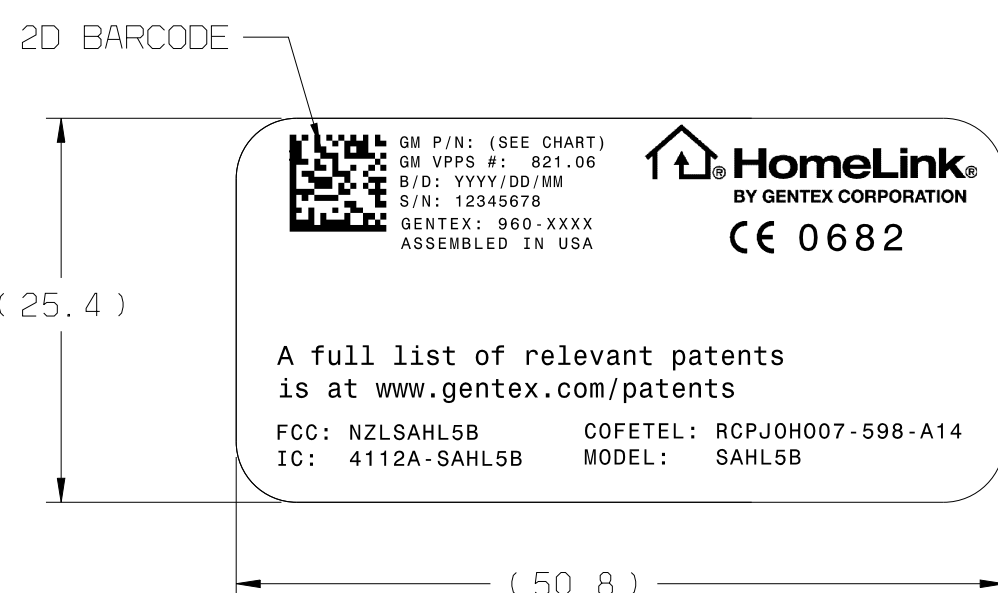 2D BARCODE
GM P/N: (SEE CHART)
GM VPPS #: 821.06
B/D: YYYY/DD/MM
S/N: 12345678
GENTEX: 960-XXXX
ASSEMBLED IN USA
® HomeLink®
BY GENTEX CORPORATION
CE 0682
(25.4)
A full list of relevant patents
is at www.gentex.com/patents
FCC: NZLSAHL5B COFETEL: RCPJOHO07-598-A14
IC: 4112A-SAHL5B MODEL: SAHL5B
(50.8)